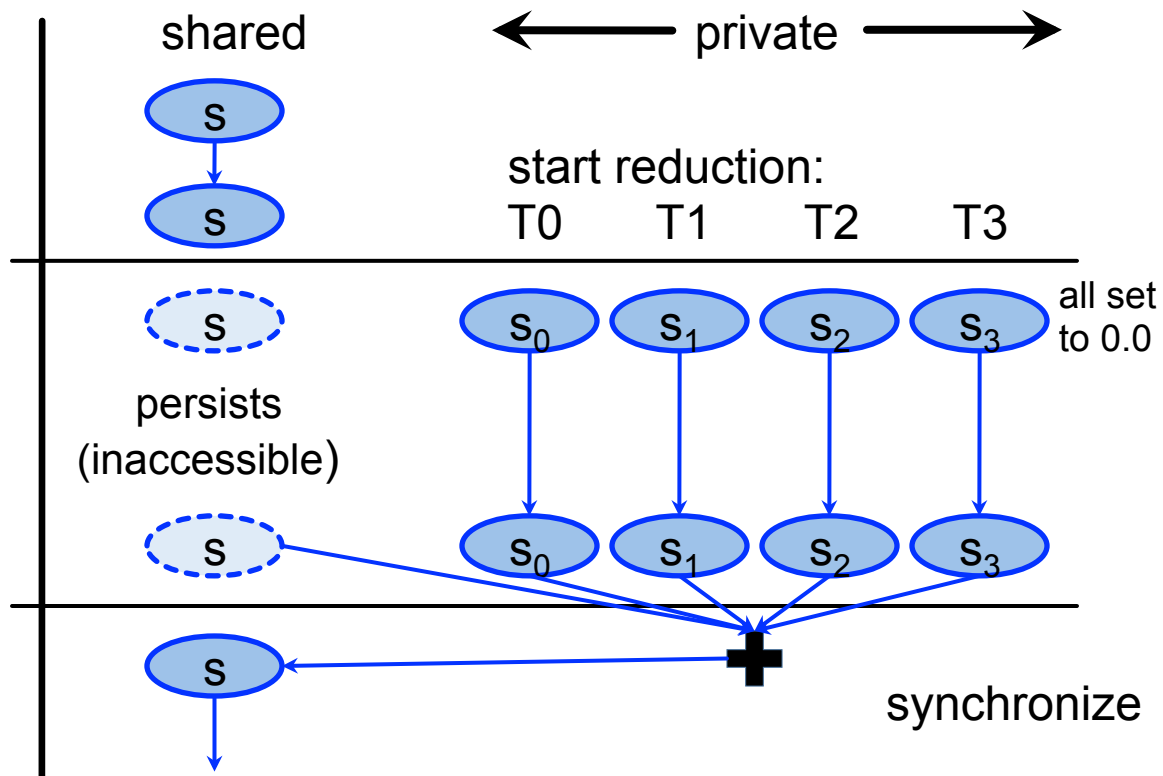 shared
private
s
start reduction:
s
T0 T1 T2 T3
s
s₀ s₁ s₂ s₃
all set
to 0.0
persists
(inaccessible)
s
s₀ s₁ s₂ s₃
s
synchronize